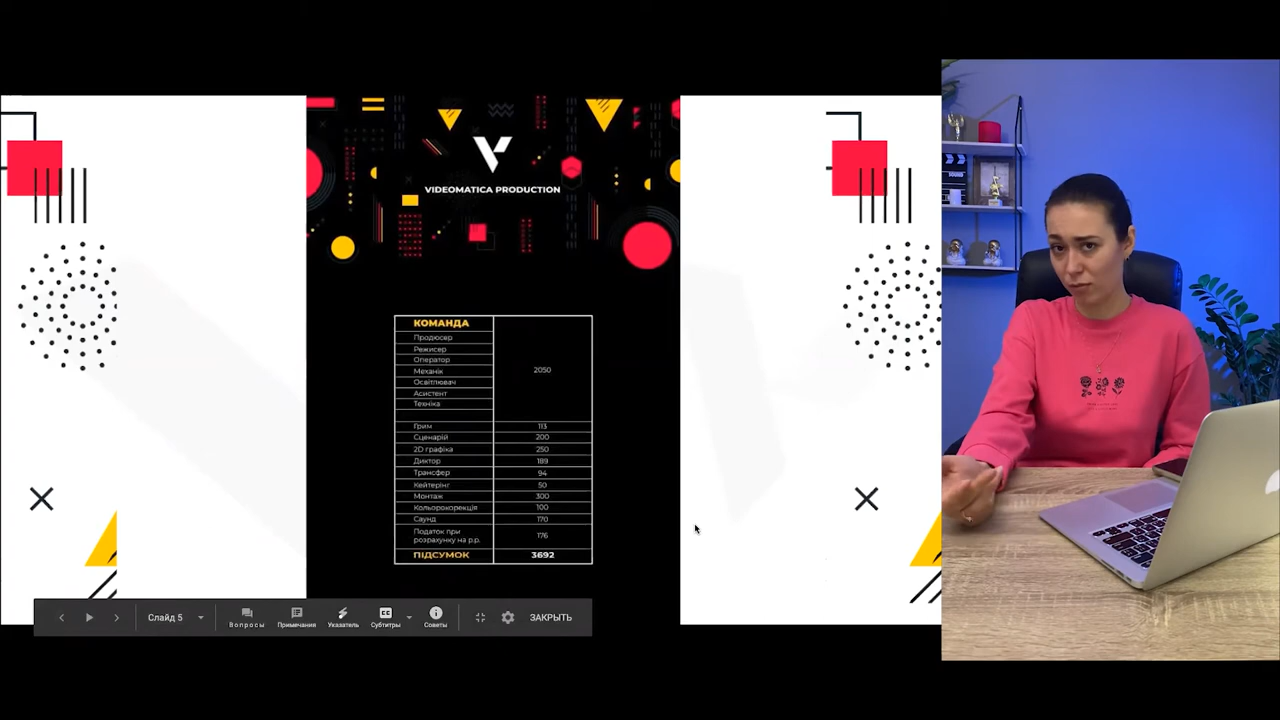 VIDEOMATICA PRODUCTION
КОМАНДА
Продюсер
Режисер
Оператор
Механік
Освітлювач
Асистент
Техніка
2050
Грим 113
Сценарій 200
2D графіка 250
Диктор 189
Трансфер 94
Кейтерінг 50
Монтаж 300
Кольорокорекція 100
Саунд 170
Податок при
розрахунку на р.р. 176
ПІДСУМОК 3692
Слайд 5
Вопросы
Примечания
Указатель
Субтитры
Советы
ЗАКРЫТЬ